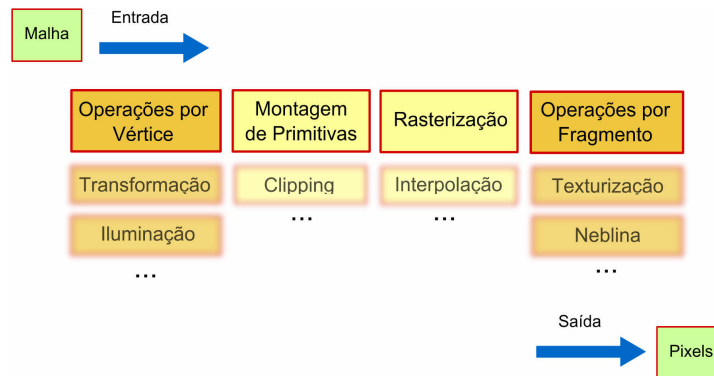 Malha
Entrada
Operações por
Vértice
Montagem
de Primitivas
Rasterização
Operações por
Fragmento
Transformação
Clipping
Interpolação
Texturização
...
...
Iluminação
Neblina
...
...
Saída
Pixels